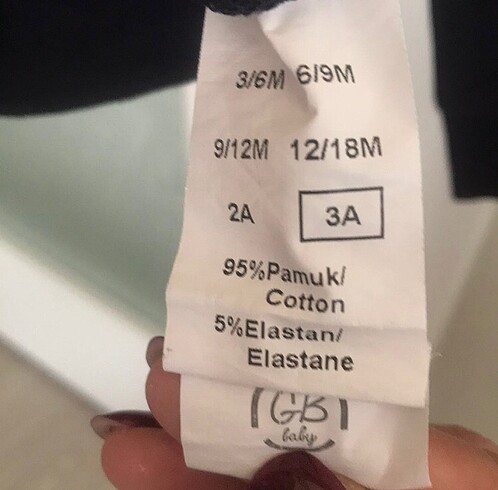 3/6M 6/9M
9/12M 12/18M
2A 3A
95%Pamuk/
Cotton
5%Elastan/
Elastane
GB
baby